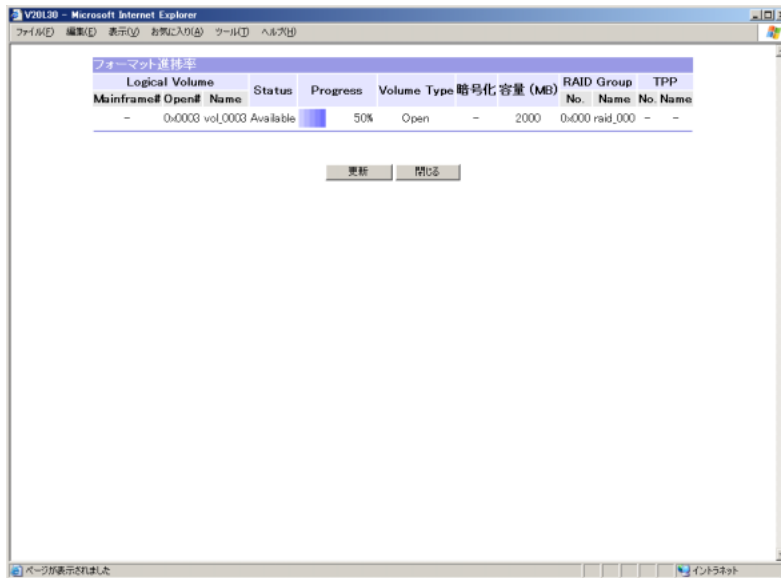 V20L30 - Microsoft Internet Explorer
ファイル(F) 編集(E) 表示(V) お気に入り(A) ツール(T) ヘルプ(H)
フォーマット進捗率
Logical Volume Status Progress Volume Type 暗号化 容量 (MB) RAID Group TPP
Mainframe# Open# Name No. Name No. Name
- 0x0003 vol_0003 Available 50% Open - 2000 0x000 raid_000 - -
更新 閉じる
ページが表示されました イントラネット